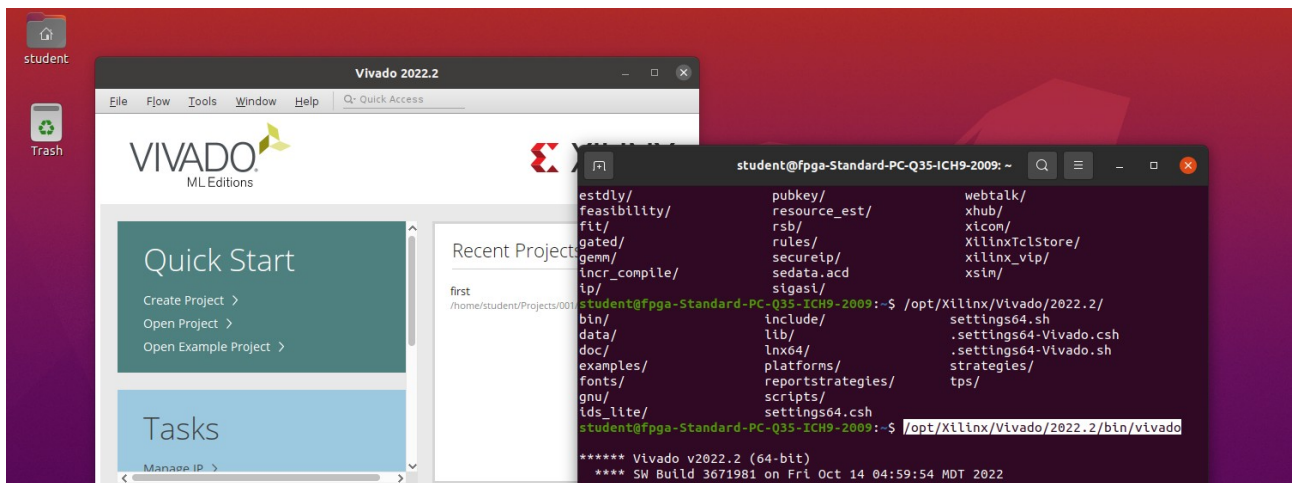 student
Trash
Vivado 2022.2
File Flow Tools Window Help Quick Access
VIVADO
ML Editions
Quick Start
Create Project >
Open Project >
Open Example Project >
Tasks
Manage IP >
Recent Projects
first
/home/student/Projects/001
student@fpga-Standard-PC-Q35-ICH9-2009: ~
estdly/ pubkey/ webtalk/
feasibility/ resource_est/ xhub/
fit/ rsb/ xicom/
gated/ rules/ XilinxTclStore/
gemm/ secureip/ xilinx_vip/
incr_compile/ sedata.acd xsim/
ip/ sigasi/
student@fpga-Standard-PC-Q35-ICH9-2009:~$ /opt/Xilinx/Vivado/2022.2/
bin/ include/ settings64.sh
data/ lib/ .settings64-Vivado.csh
doc/ lnx64/ .settings64-Vivado.sh
examples/ platforms/ strategies/
fonts/ reportstrategies/ tps/
gnu/ scripts/
ids_lite/ settings64.csh
student@fpga-Standard-PC-Q35-ICH9-2009:~$ /opt/Xilinx/Vivado/2022.2/bin/vivado
****** Vivado v2022.2 (64-bit)
**** SW Build 3671981 on Fri Oct 14 04:59:54 MDT 2022